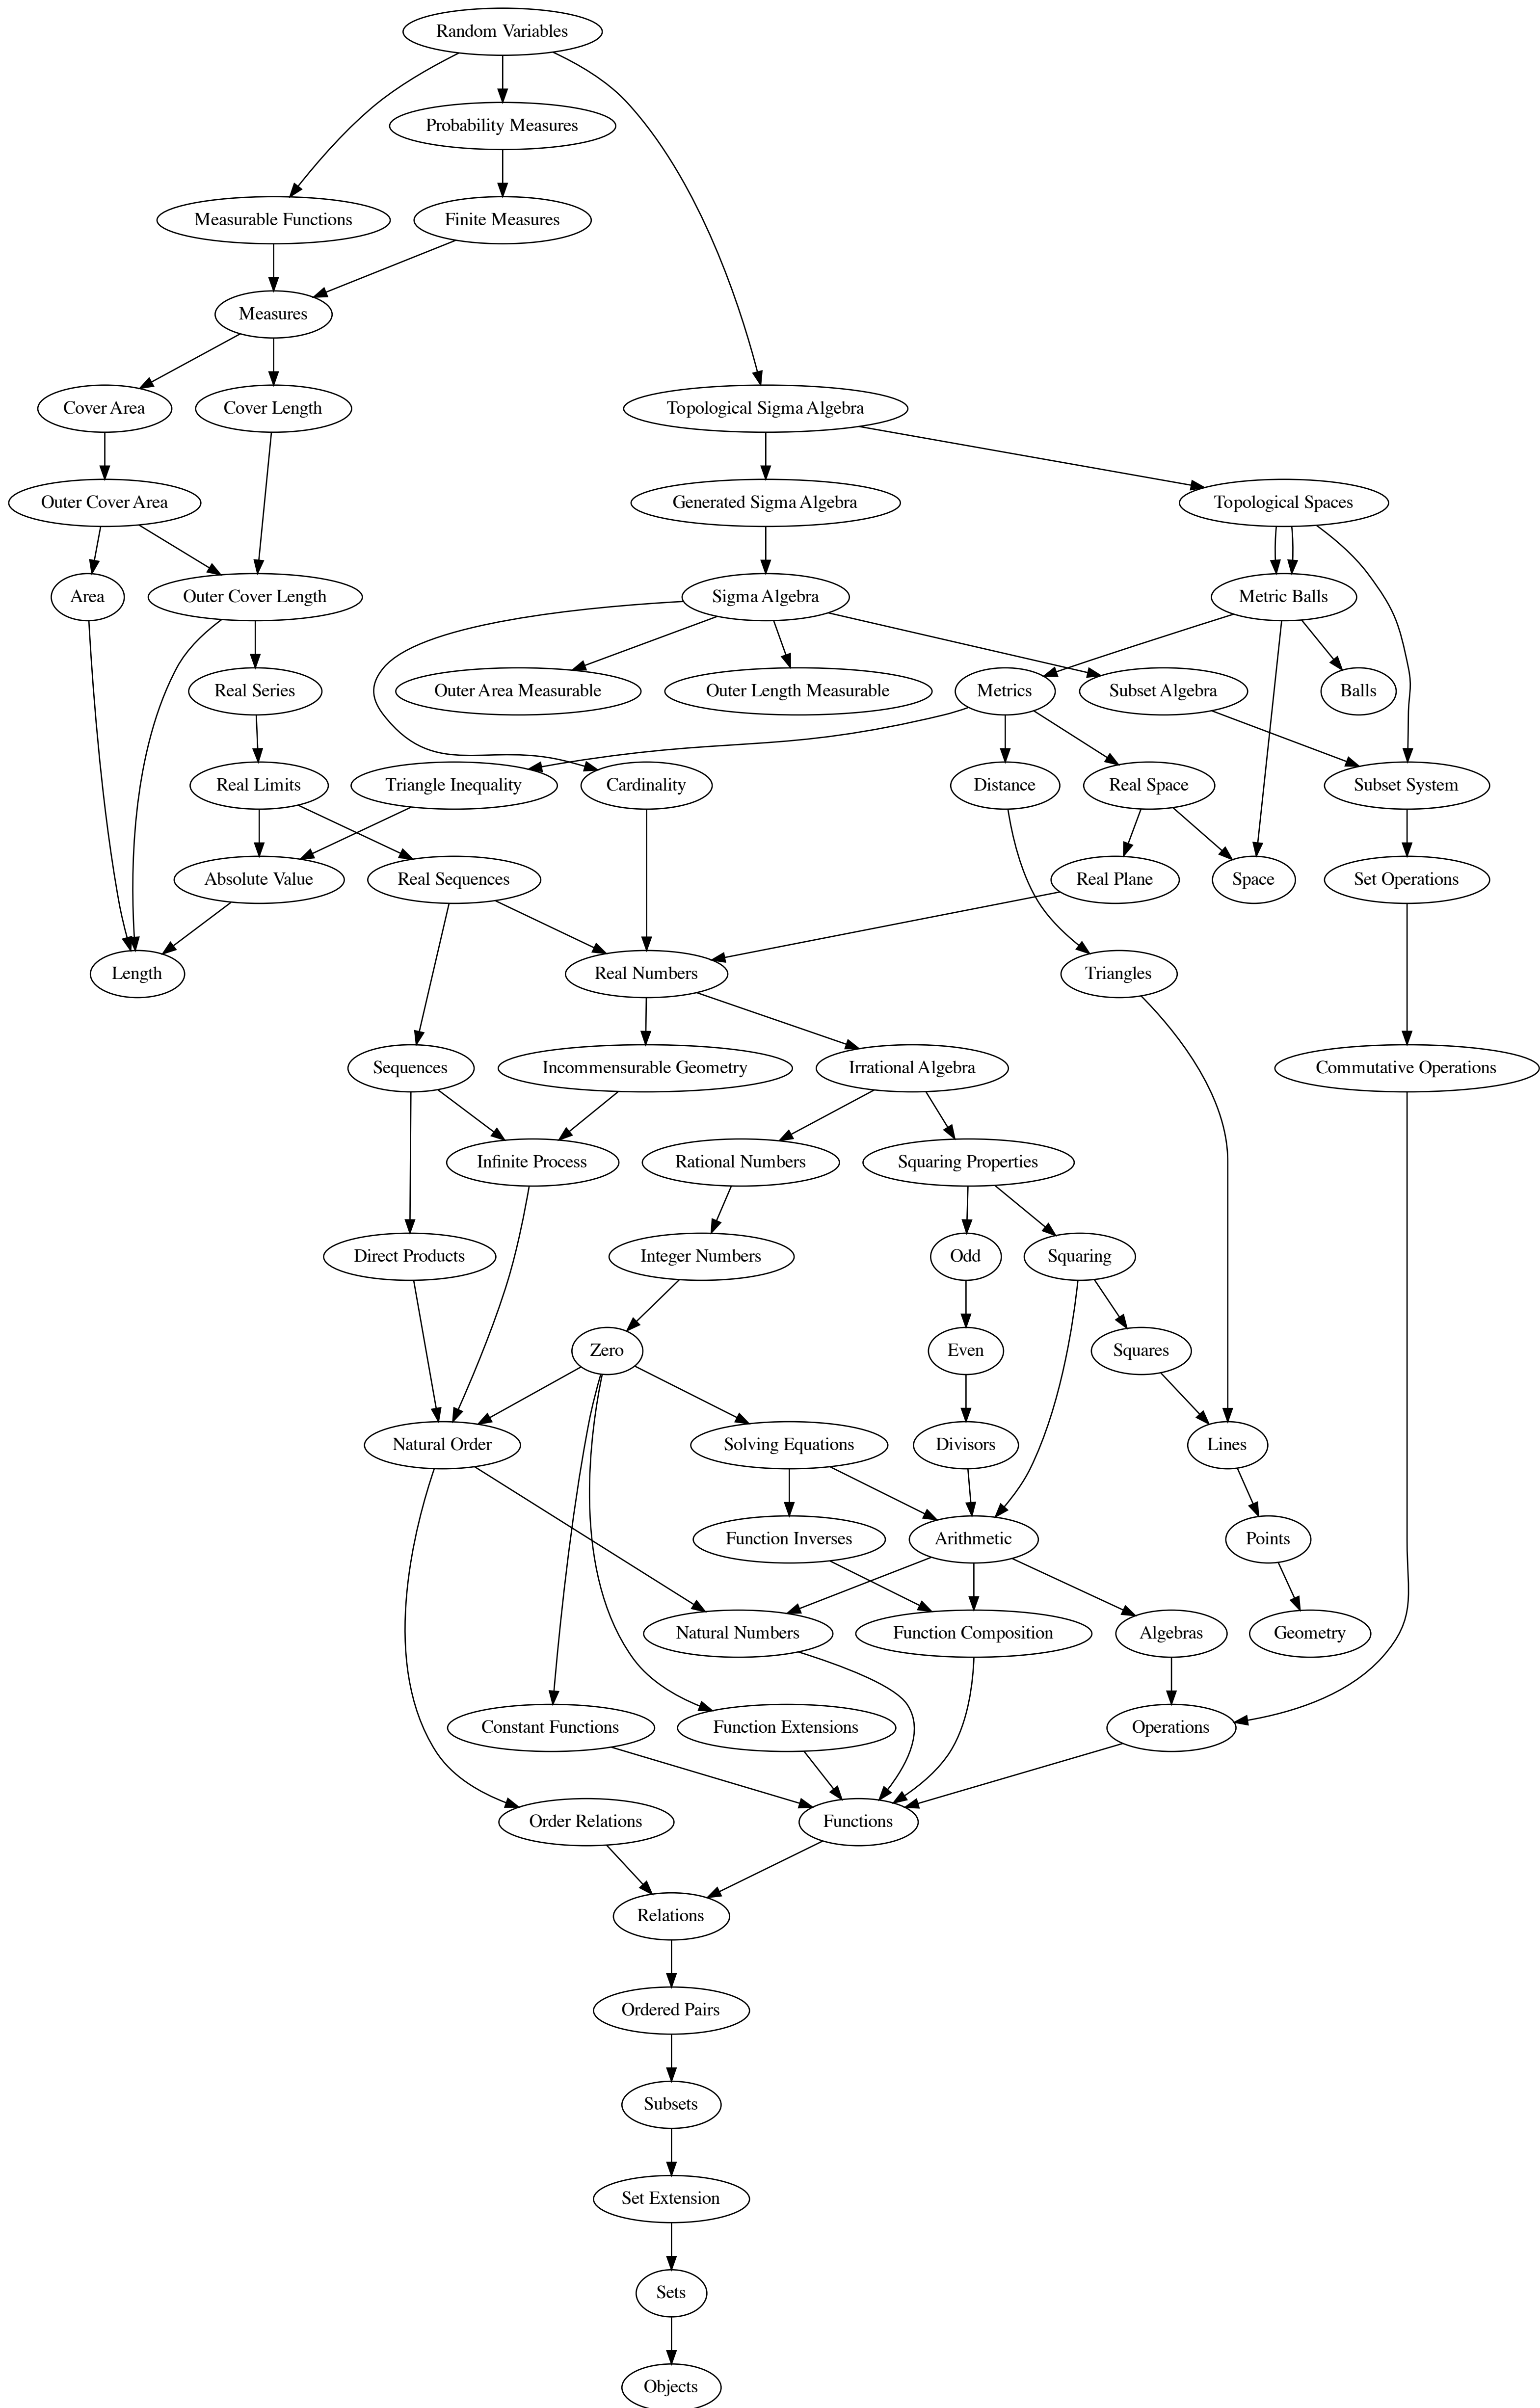 Random Variables
Probability Measures
Measurable Functions
Finite Measures
Measures
Cover Area
Cover Length
Topological Sigma Algebra
Outer Cover Area
Generated Sigma Algebra
Topological Spaces
Area
Outer Cover Length
Sigma Algebra
Metric Balls
Real Series
Outer Area Measurable
Outer Length Measurable
Metrics
Subset Algebra
Balls
Real Limits
Triangle Inequality
Cardinality
Distance
Real Space
Subset System
Absolute Value
Real Sequences
Real Plane
Space
Set Operations
Length
Real Numbers
Triangles
Sequences
Incommensurable Geometry
Irrational Algebra
Commutative Operations
Infinite Process
Rational Numbers
Squaring Properties
Direct Products
Integer Numbers
Odd
Squaring
Zero
Even
Squares
Natural Order
Solving Equations
Divisors
Lines
Function Inverses
Arithmetic
Points
Natural Numbers
Function Composition
Algebras
Geometry
Constant Functions
Function Extensions
Operations
Order Relations
Functions
Relations
Ordered Pairs
Subsets
Set Extension
Sets
Objects